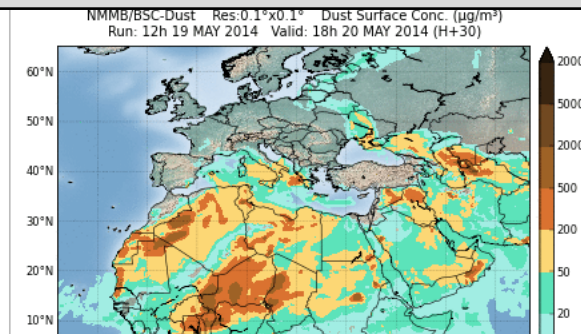 NMMB/BSC-Dust Res:0.1°x0.1° Dust Surface Conc. (µg/m³)
Run: 12h 19 MAY 2014 Valid: 18h 20 MAY 2014 (H+30)
60°N
50°N
40°N
30°N
20°N
10°N
2000
5000
2000
500
200
50
20